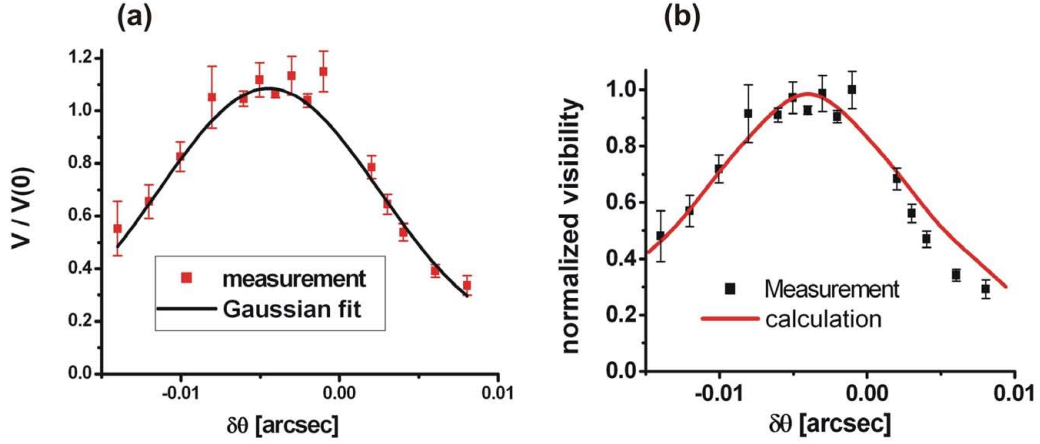 (a)
V / V(0)
1.2
1.0
0.8
0.6
0.4
0.2
0.0
measurement
Gaussian fit
-0.01
0.00
0.01
δθ [arcsec]
(b)
normalized visibility
1.0
0.8
0.6
0.4
0.2
0.0
Measurement
calculation
-0.01
0.00
0.01
δθ [arcsec]